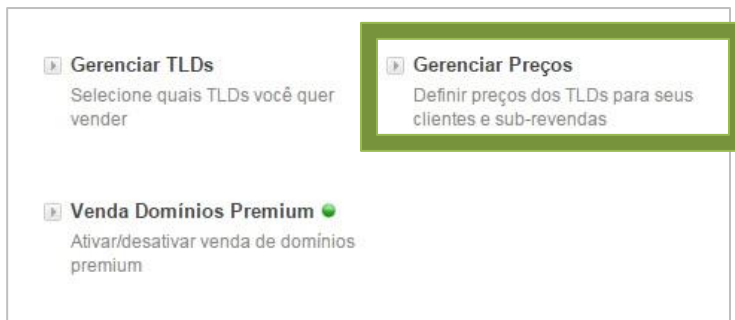 Gerenciar TLDs
Selecione quais TLDs você quer
vender
Gerenciar Preços
Definir preços dos TLDs para seus
clientes e sub-revendas
Venda Domínios Premium
Ativar/desativar venda de domínios
premium